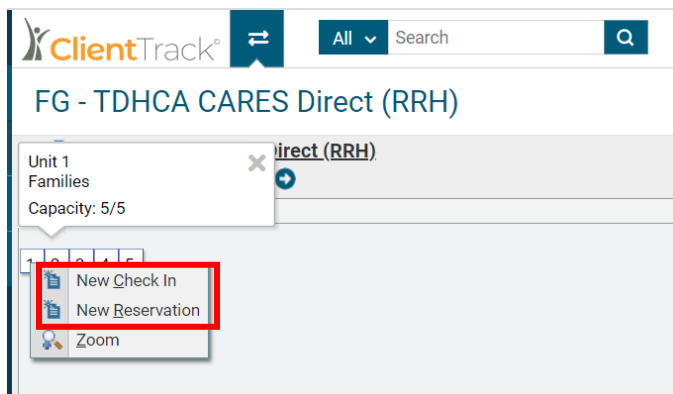 ClientTrack®
All Search
FG - TDHCA CARES Direct (RRH)
irect (RRH)
Unit 1
Families
Capacity: 5/5
1 2 3 4 5
New Check In
New Reservation
Zoom